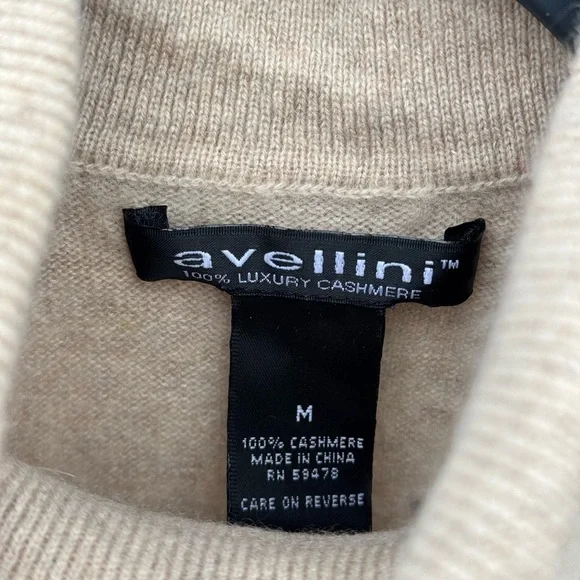 avellini™
100% LUXURY CASHMERE
M
100% CASHMERE
MADE IN CHINA
RN 59478
CARE ON REVERSE